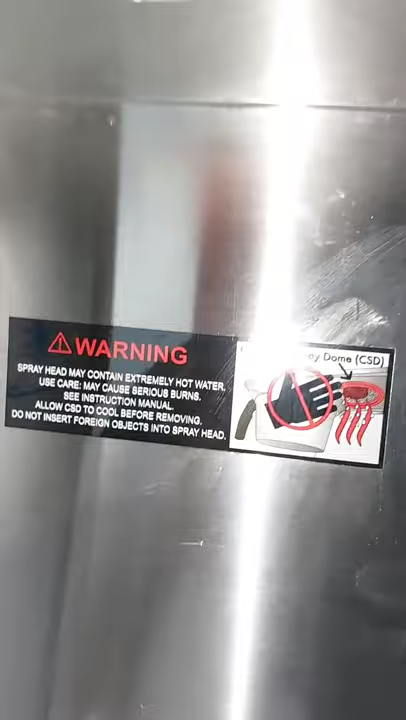 WARNING
SPRAY HEAD MAY CONTAIN EXTREMELY HOT WATER.
USE CARE: MAY CAUSE SERIOUS BURNS.
SEE INSTRUCTION MANUAL.
ALLOW CSD TO COOL BEFORE REMOVING.
DO NOT INSERT FOREIGN OBJECTS INTO SPRAY HEAD.
Dome (CSD)